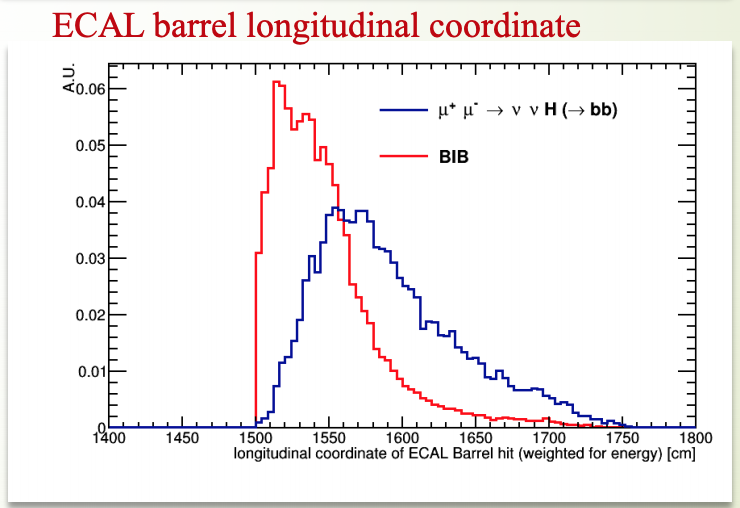 ECAL barrel longitudinal coordinate
A.U.
0.06
0.05
0.04
0.03
0.02
0.01
0
μ⁺ μ⁻ → ν ν H (→ bb)
BIB
1400 1450 1500 1550 1600 1650 1700 1750 1800
longitudinal coordinate of ECAL Barrel hit (weighted for energy) [cm]